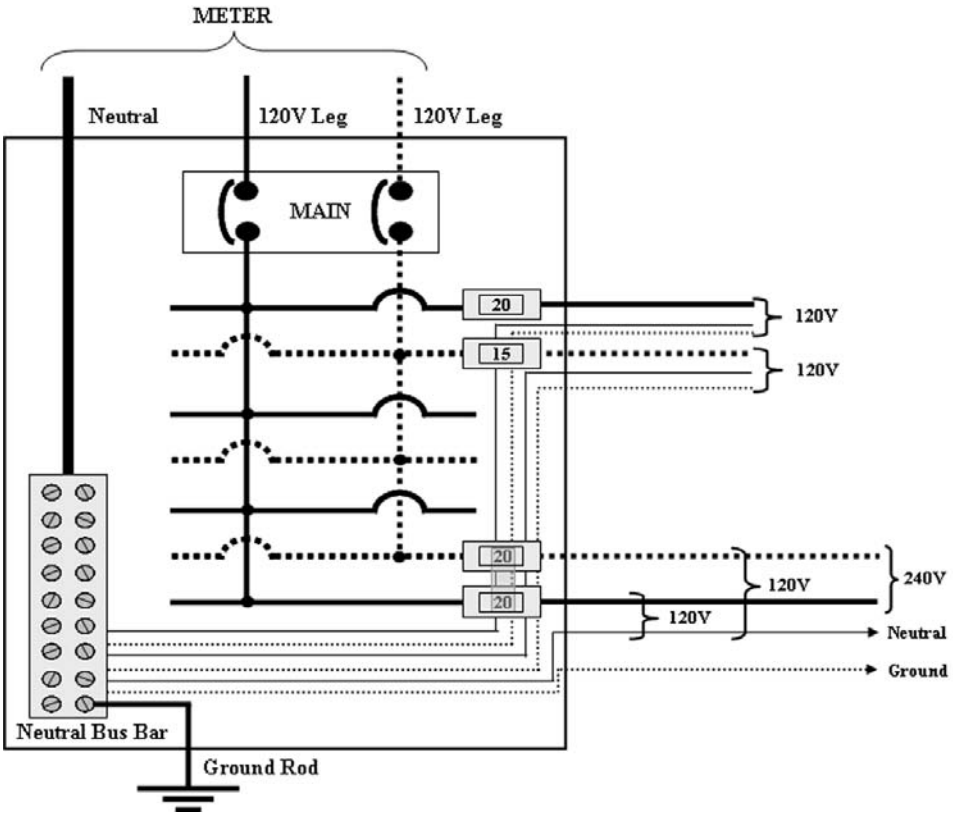 METER
Neutral
120V Leg
120V Leg
MAIN
20
120V
15
120V
20
240V
120V
20
120V
Neutral
Ground
Neutral Bus Bar
Ground Rod